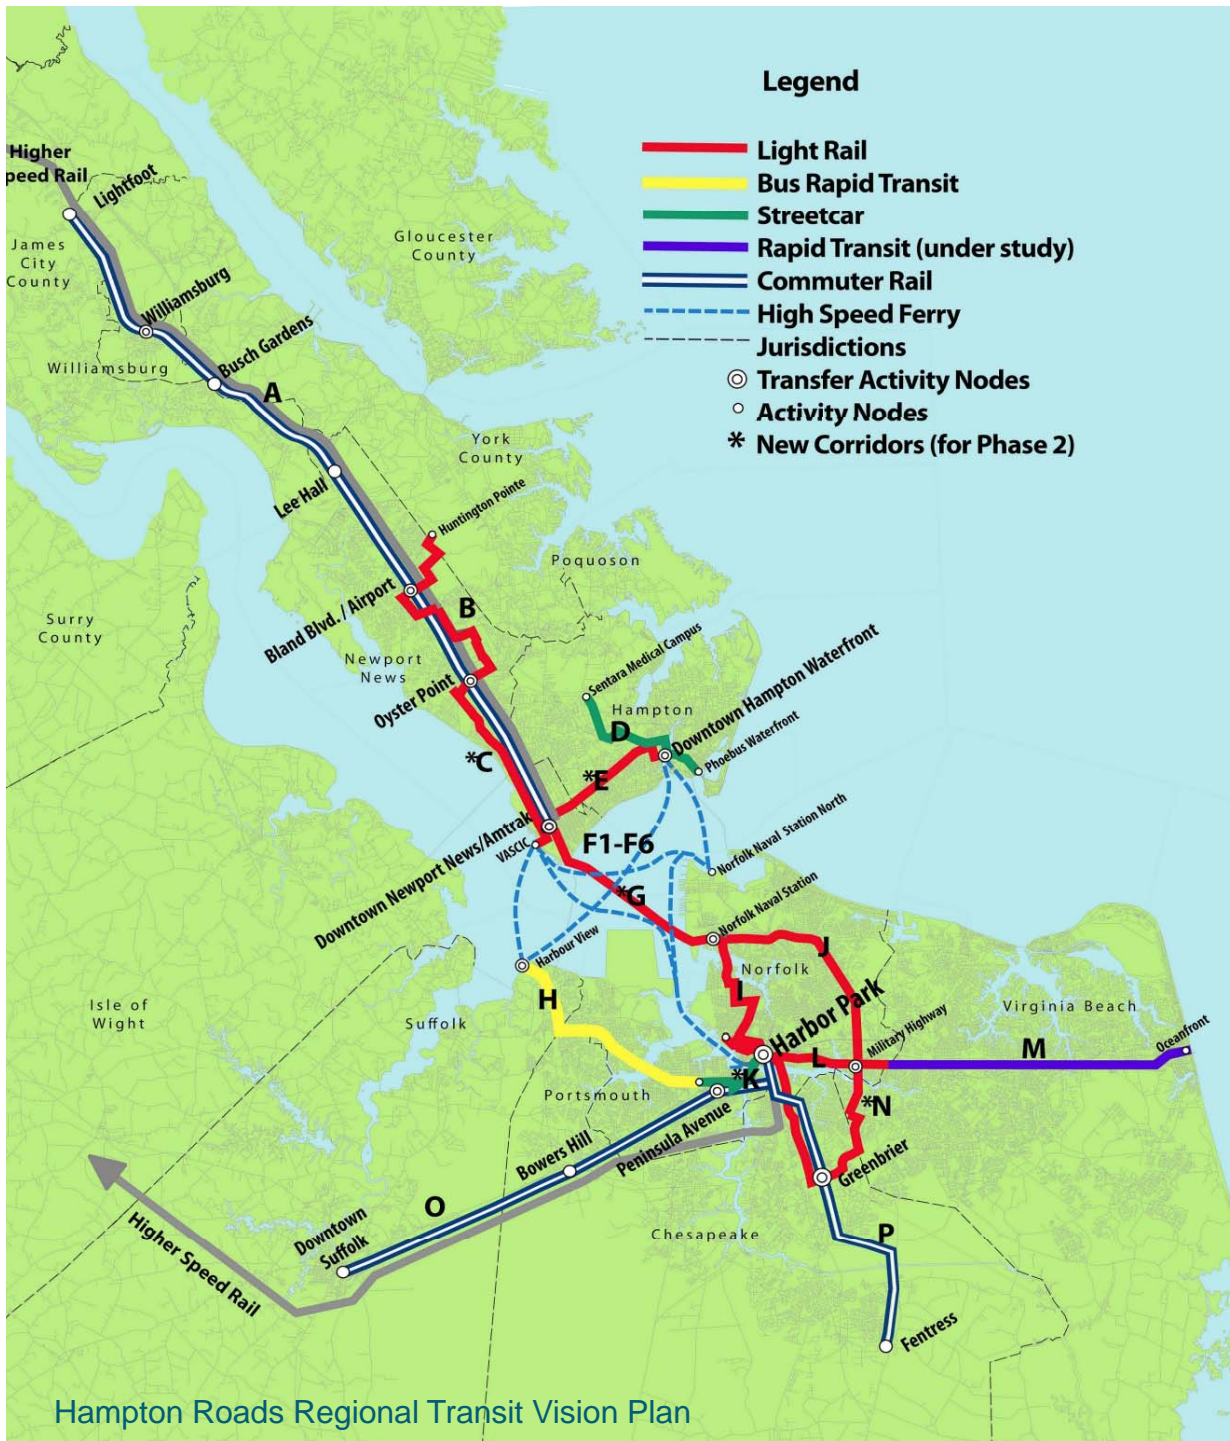 Legend
Light Rail
Bus Rapid Transit
Streetcar
Rapid Transit (under study)
Commuter Rail
High Speed Ferry
Jurisdictions
Transfer Activity Nodes
Activity Nodes
* New Corridors (for Phase 2)
Higher
peed Rail
Lightfoot
James
City
County
Gloucester
County
Williamsburg
Williamsburg
Busch Gardens
A
York
County
Lee Hall
Huntington Pointe
Poquoson
Surry
County
Bland Blvd. / Airport
B
Newport
News
Oyster Point
Sentara Medical Campus
Hampton
D
Downtown Hampton Waterfront
Phoebus Waterfront
*C
*E
Downtown Newport News/Amtrak
VASCIC
F1-F6
Norfolk Naval Station North
*G
Norfolk Naval Station
Harbour View
H
Norfolk
J
I
Isle of
Wight
Suffolk
Harbor Park
Virginia Beach
Military Highway
Oceanfront
L
M
*K
*N
Portsmouth
Peninsula Avenue
Bowers Hill
Greenbrier
O
Downtown
Suffolk
Higher Speed Rail
Chesapeake
P
Fentress
Hampton Roads Regional Transit Vision Plan